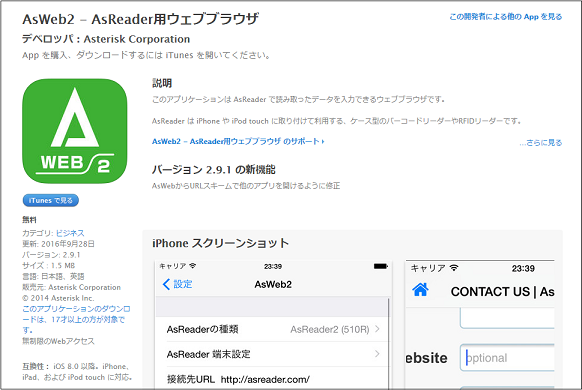 AsWeb2 – AsReader用ウェブブラウザ
この開発者による他の App を見る
デベロッパ : Asterisk Corporation
App を購入、ダウンロードするには iTunes を開いてください。
説明
このアプリケーションは AsReader で読み取ったデータを入力できるウェブブラウザです。
AsReader は iPhone や iPod touch に取り付けて利用する、ケース型のバーコードリーダーやRFIDリーダーです。
AsWeb2 – AsReader用ウェブブラウザ のサポート
...さらに見る
バージョン 2.9.1 の新機能
AsWebからURLスキームで他のアプリを開けるように修正
A
WEB 2
iTunes で見る
無料
カテゴリ: ビジネス
更新: 2016年9月28日
バージョン: 2.9.1
サイズ : 1.5 MB
言語: 日本語、英語
販売元: Asterisk Corporation
© 2014 Asterisk Inc.
このアプリケーションのダウンロ
ードは、17才以上の方が対象で
す。
無制限のWebアクセス
互換性 : iOS 8.0 以降。iPhone、
iPad、および iPod touch に対応。
iPhone スクリーンショット
キャリア 23:39
設定 AsWeb2
AsReaderの種類 AsReader2 (510R)
AsReader 端末設定
接続先URL http://asreader.com/
キャリア 23:39
CONTACT US | As
ebsite optional